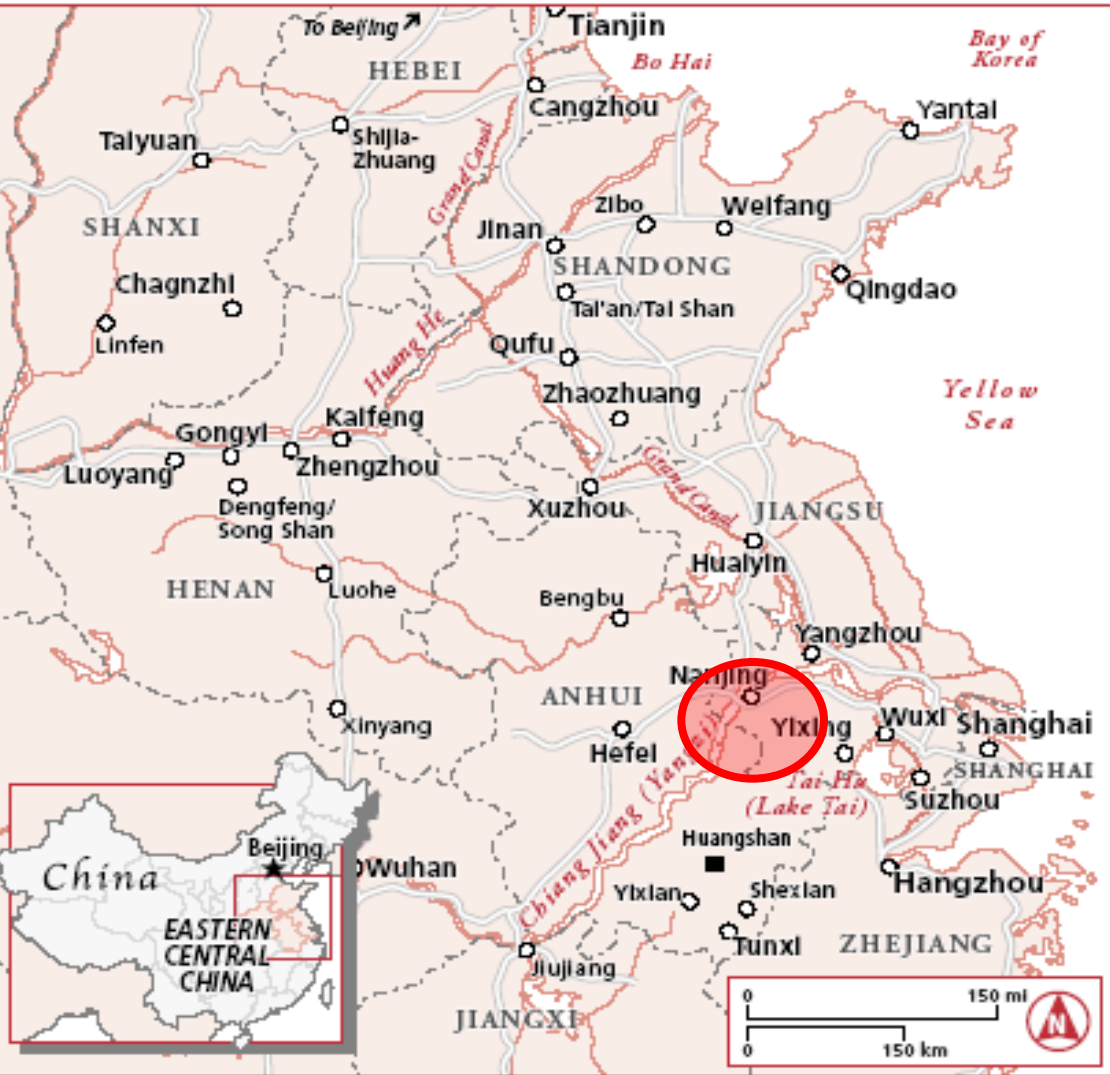 To Beijing
Tianjin
Bay of
Korea
Bo Hai
HEBEI
Cangzhou
Yantai
Taiyuan
Shijia-
Zhuang
Grand Canal
Zibo
Weifang
SHANXI
Jinan
SHANDONG
Chagnzhi
Qingdao
Tai'an/Tai Shan
Linfen
Huang He
Qufu
Zhaozhuang
Yellow
Sea
Kaifeng
Gongyi
Luoyang
Zhengzhou
Grand Canal
Dengfeng/
Song Shan
Xuzhou
JIANGSU
Huaiyin
HENAN
Luohe
Bengbu
Yangzhou
Nanjing
ANHUI
Xinyang
Yixing
Wuxi
Shanghai
Hefei
SHANGHAI
Tai Hu
(Lake Tai)
Suzhou
Chiang Jiang (Yangzi)
Huangshan
Beijing
China
Wuhan
Hangzhou
Yixian
Shexian
EASTERN
CENTRAL
CHINA
Tunxi
ZHEJIANG
Jiujiang
JIANGXI
0
150 mi
N
0
150 km